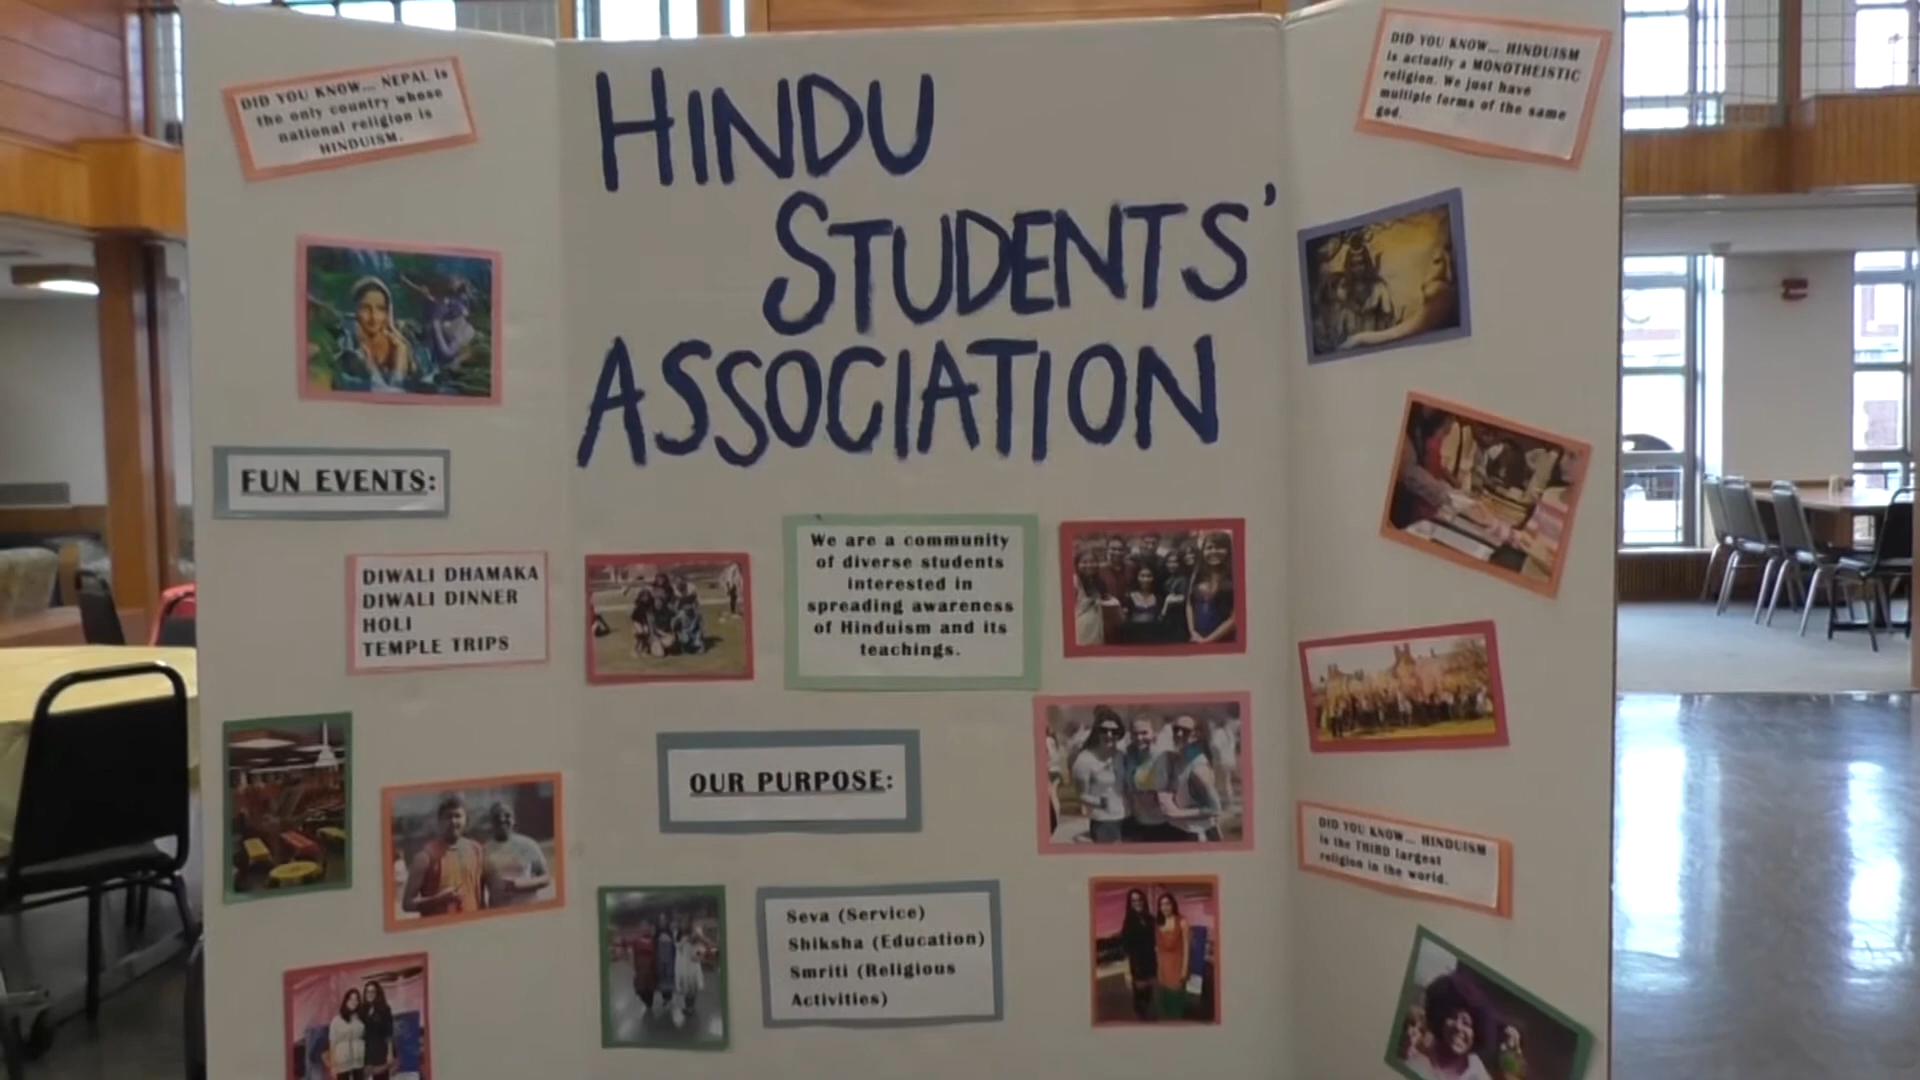 DID YOU KNOW... NEPAL is
the only country whose
national religion is
HINDUISM.
FUN EVENTS:
DIWALI DHAMAKA
DIWALI DINNER
HOLI
TEMPLE TRIPS
HINDU
STUDENTS'
ASSOCIATION
We are a community
of diverse students
interested in
spreading awareness
of Hinduism and its
teachings.
OUR PURPOSE:
Seva (Service)
Shiksha (Education)
Smriti (Religious
Activities)
DID YOU KNOW... HINDUISM
is actually a MONOTHEISTIC
religion. We just have
multiple forms of the same
god.
DID YOU KNOW... HINDUISM
is the THIRD largest
religion in the world.